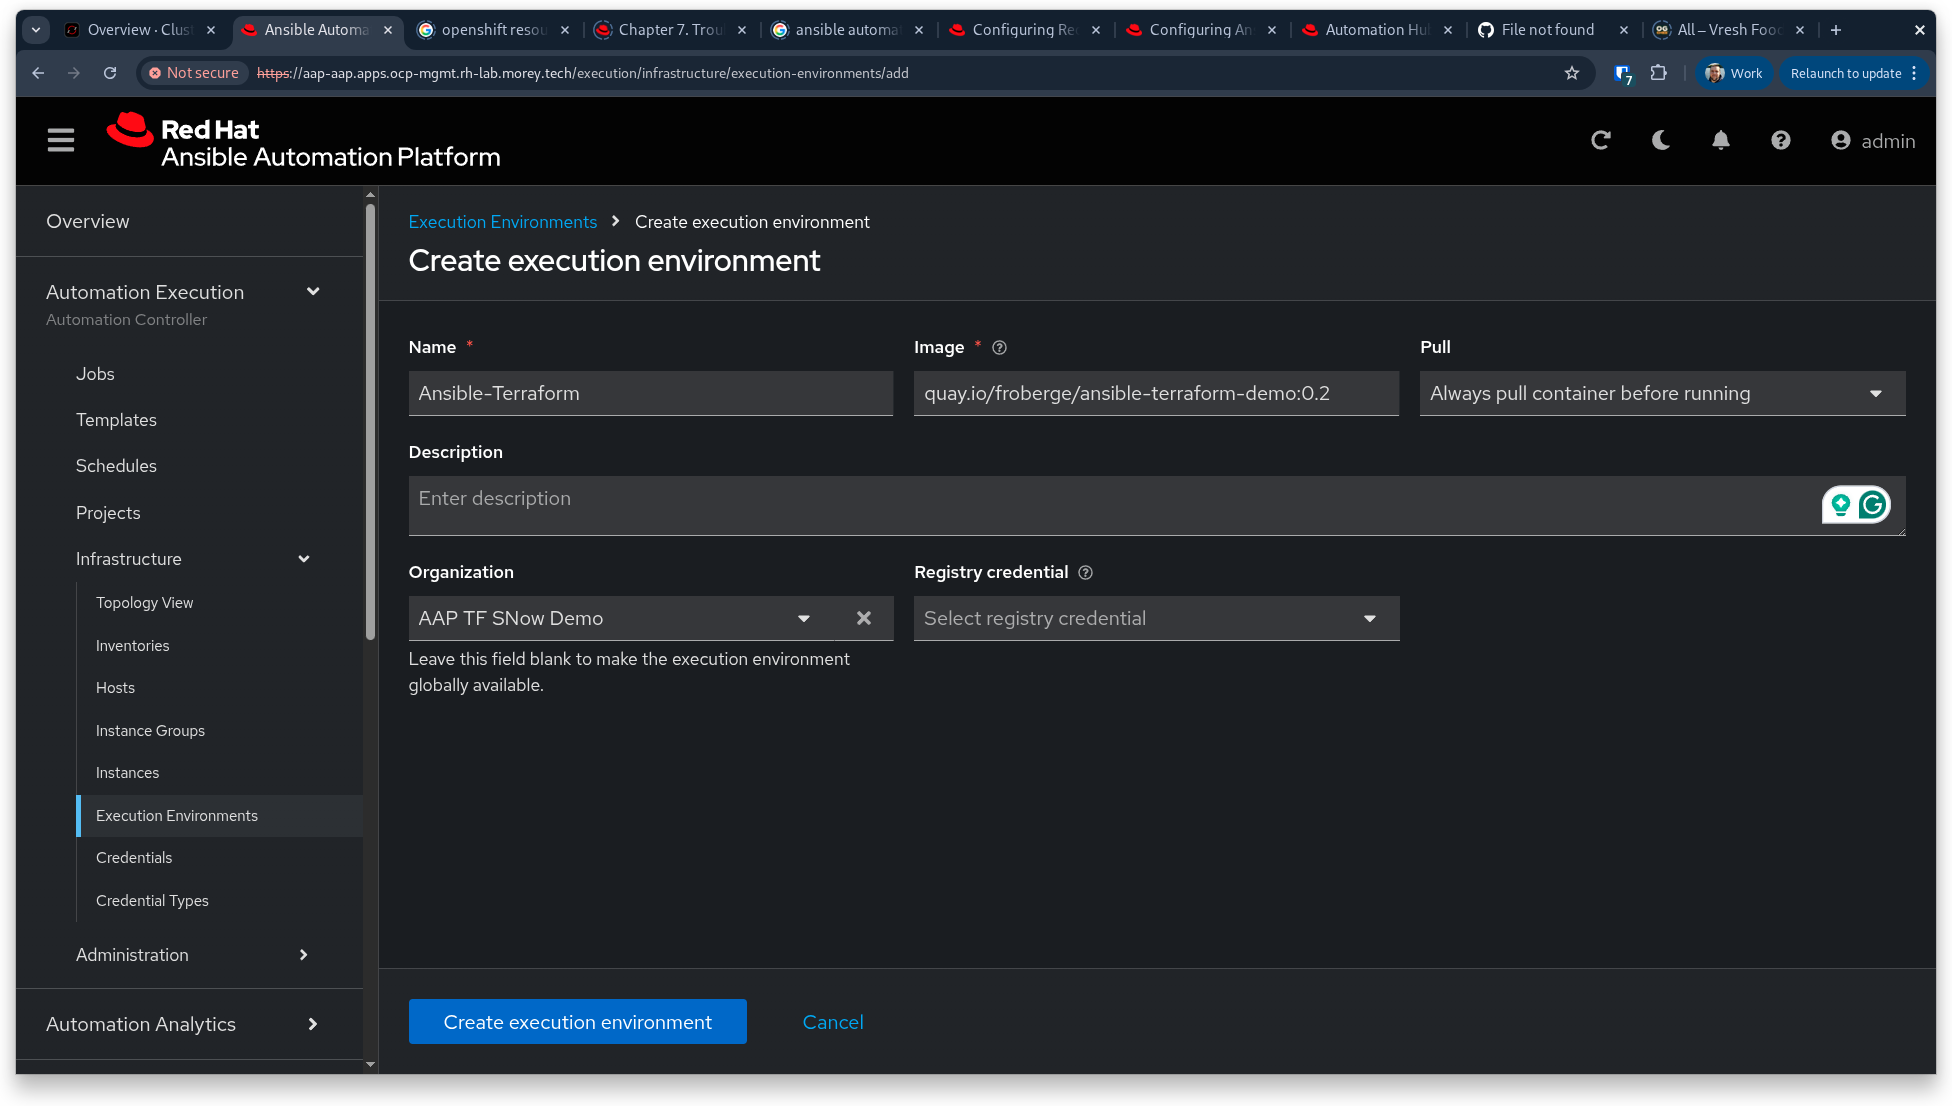 Overview · Clus
Ansible Automa
openshift resou
Chapter 7. Trou
ansible automa
Configuring Re
Configuring An
Automation Hu
File not found
All – Vresh Food
Not secure
https://aap-aap.apps.ocp-mgmt.rh-lab.morey.tech/execution/infrastructure/execution-environments/add
7
Work
Relaunch to update
Red Hat
Ansible Automation Platform
admin
Overview
Automation Execution
Automation Controller
Jobs
Templates
Schedules
Projects
Infrastructure
Topology View
Inventories
Hosts
Instance Groups
Instances
Execution Environments
Credentials
Credential Types
Administration
Automation Analytics
Execution Environments > Create execution environment
Create execution environment
Name *
Image *
Pull
Ansible-Terraform
quay.io/froberge/ansible-terraform-demo:0.2
Always pull container before running
Description
Enter description
Organization
Registry credential
AAP TF SNow Demo
Select registry credential
Leave this field blank to make the execution environment
globally available.
Create execution environment
Cancel